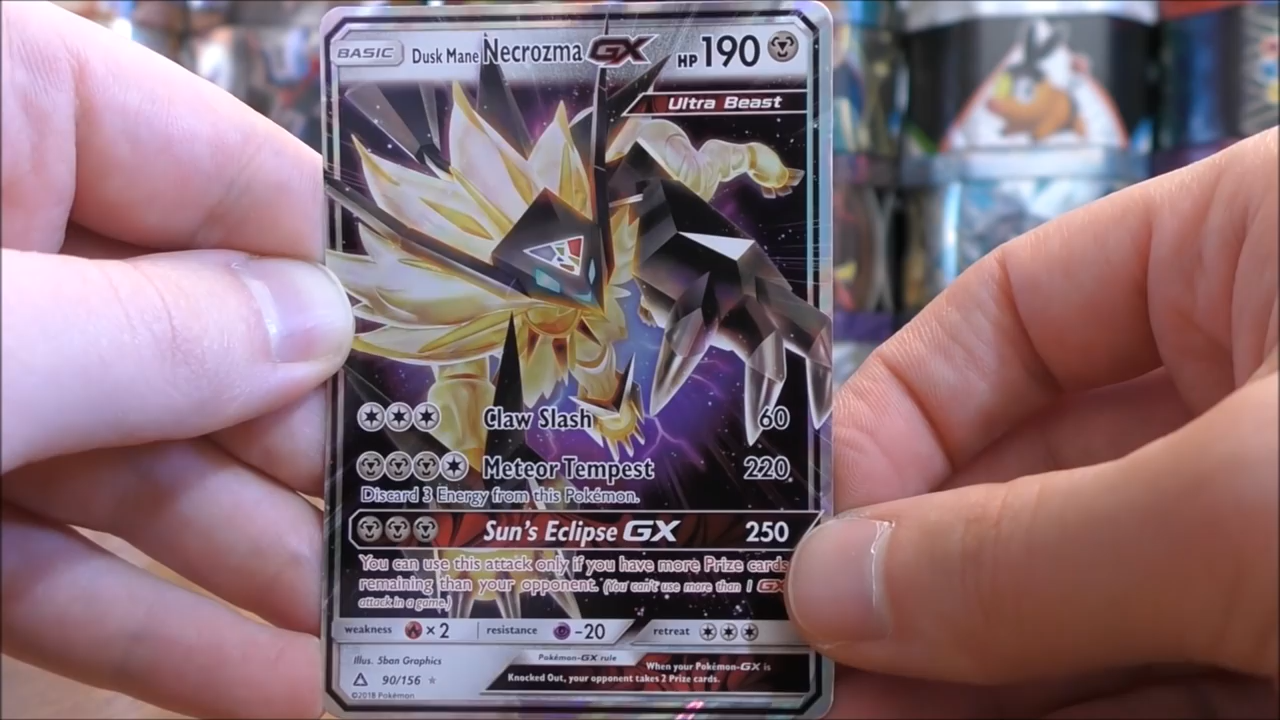 BASIC Dusk Mane Necrozma GX HP 190
Ultra Beast
Claw Slash 60
Meteor Tempest 220
Discard 3 Energy from this Pokémon.
Sun's Eclipse GX 250
You can use this attack only if you have more Prize cards
remaining than your opponent. (You can't use more than 1 GX
attack in a game.)
weakness ×2 resistance -20 retreat
Illus. 5ban Graphics
90/156
©2018 Pokémon
Pokémon-GX rule
When your Pokémon-GX is
Knocked Out, your opponent takes 2 Prize cards.